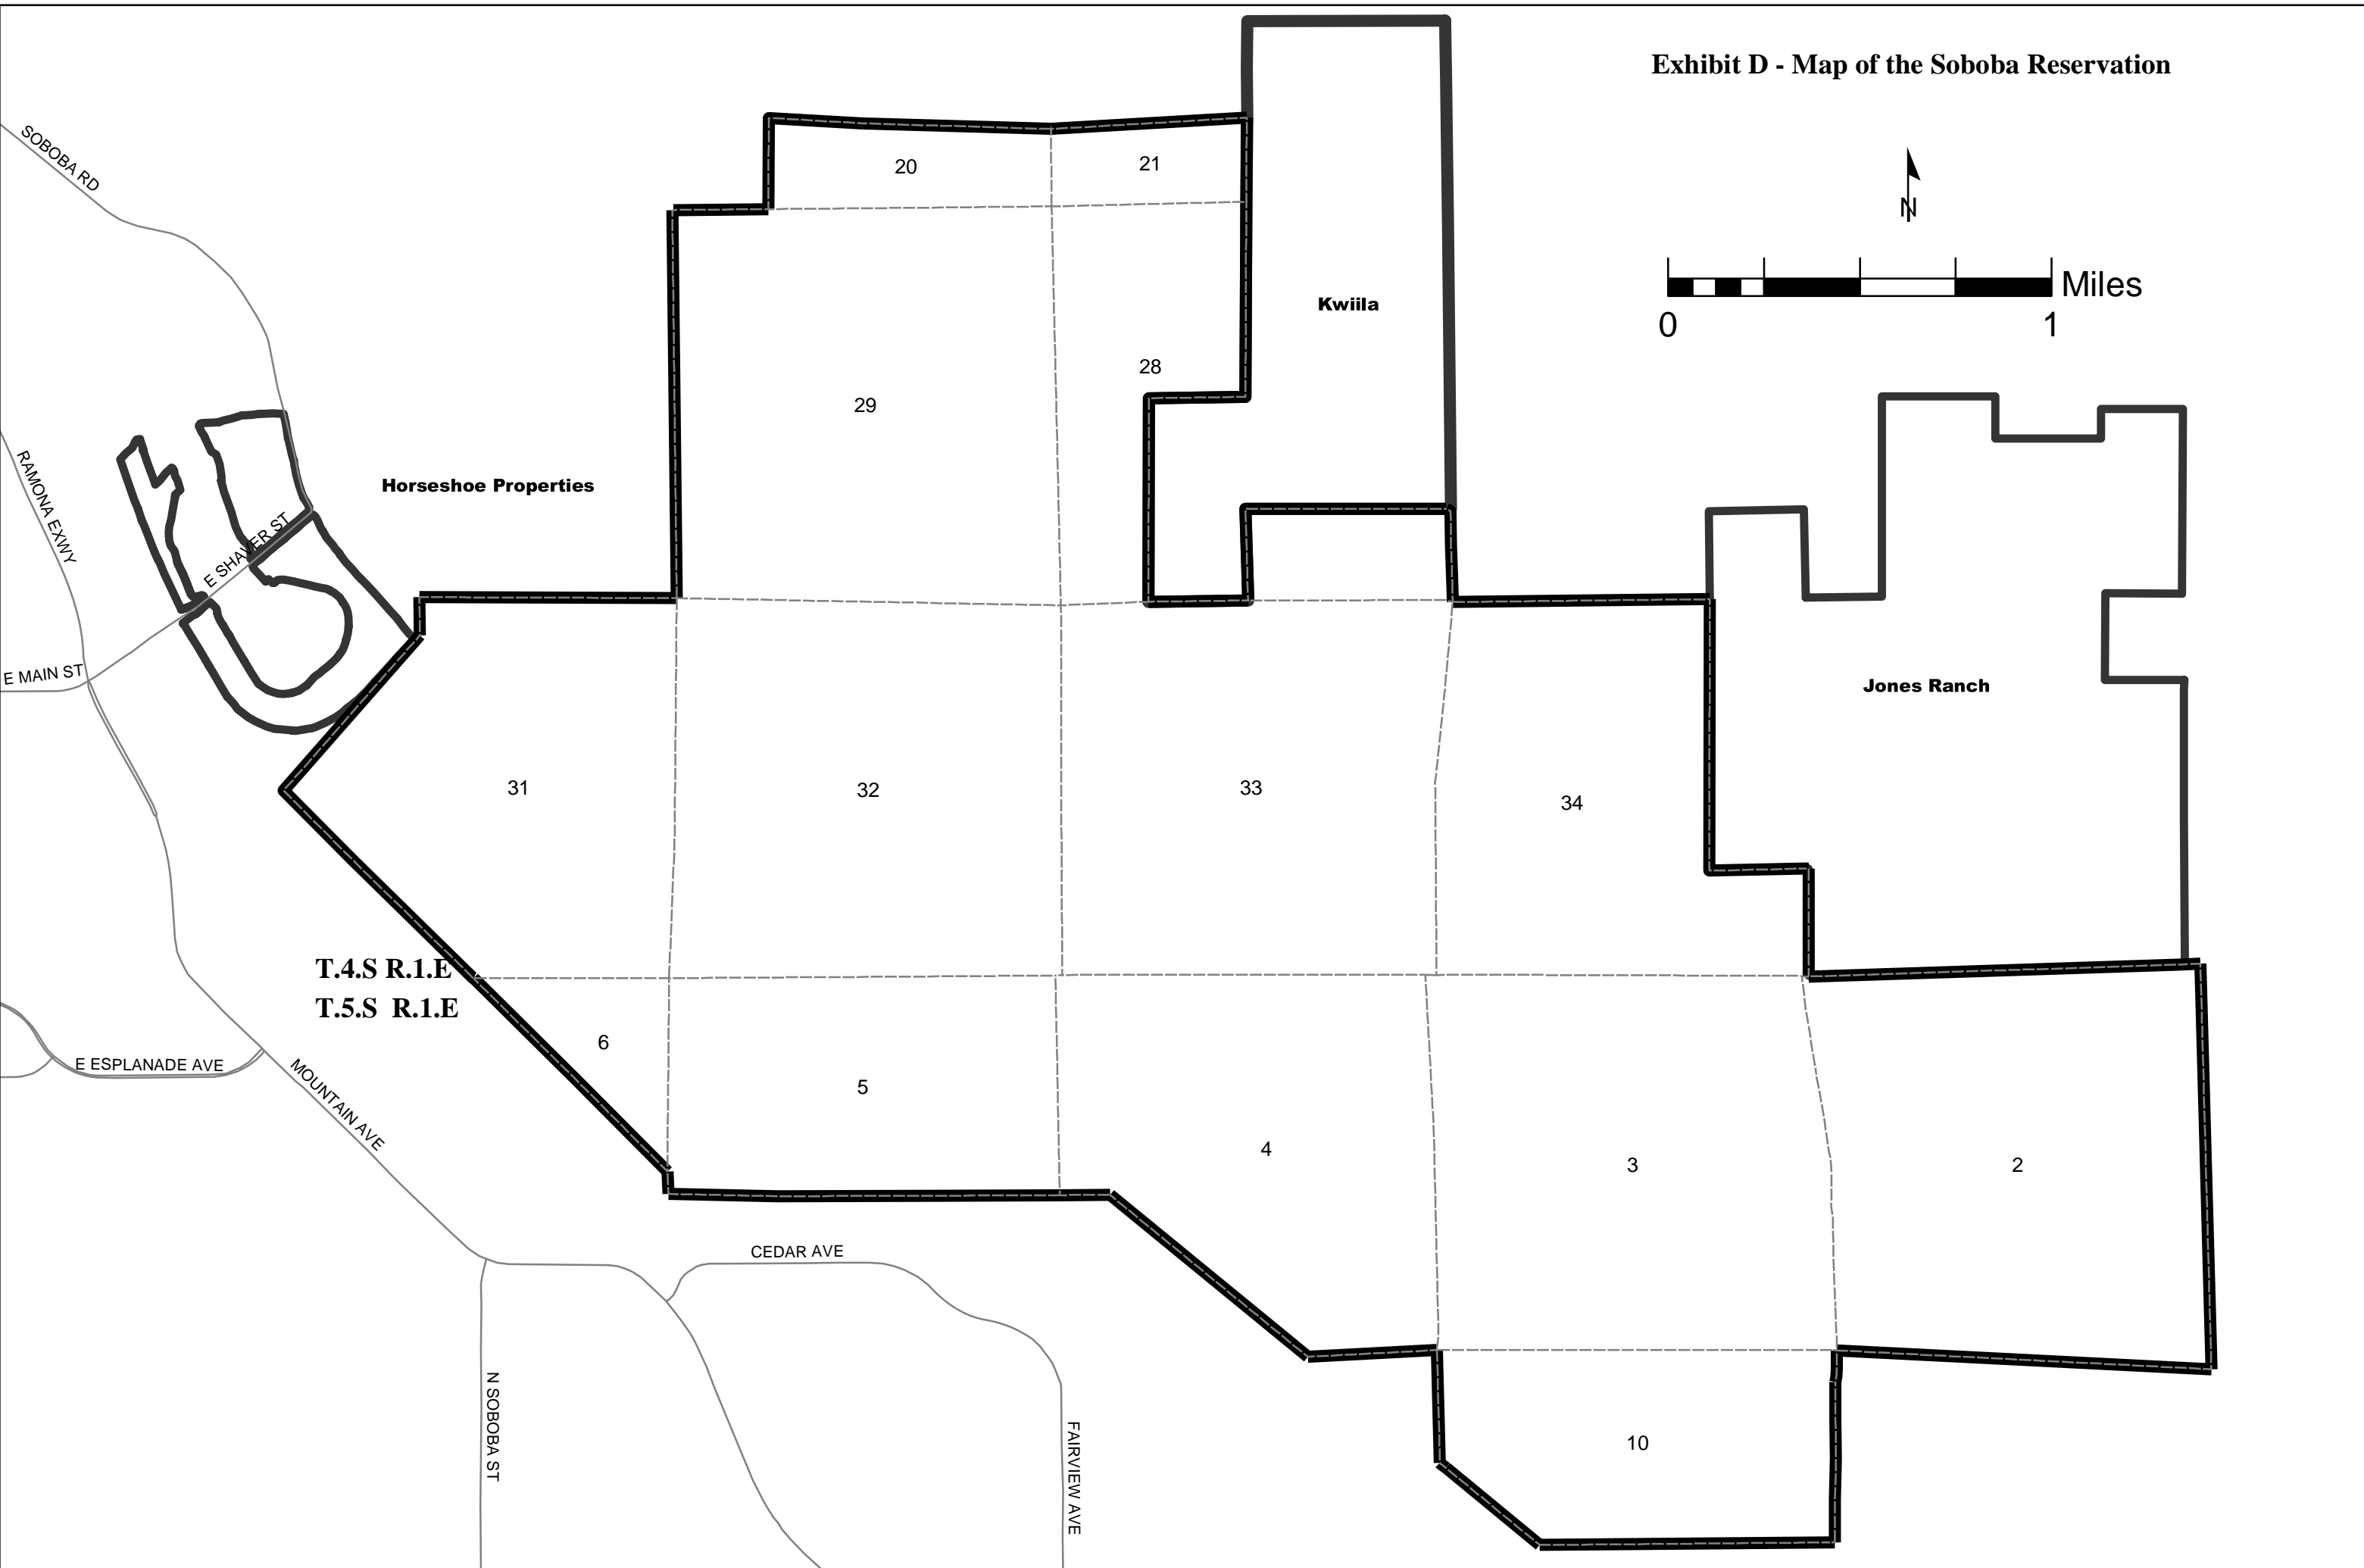 Exhibit D - Map of the Soboba Reservation
SOBOBA RD
20
21
N
Miles
0
1
Kwiila
28
29
RAMONA EXWY
Horseshoe Properties
E SHAVER ST
E MAIN ST
Jones Ranch
31
32
33
34
T.4.S R.1.E
T.5.S R.1.E
6
E ESPLANADE AVE
MOUNTAIN AVE
5
4
3
2
CEDAR AVE
N SOBOBA ST
FAIRVIEW AVE
10